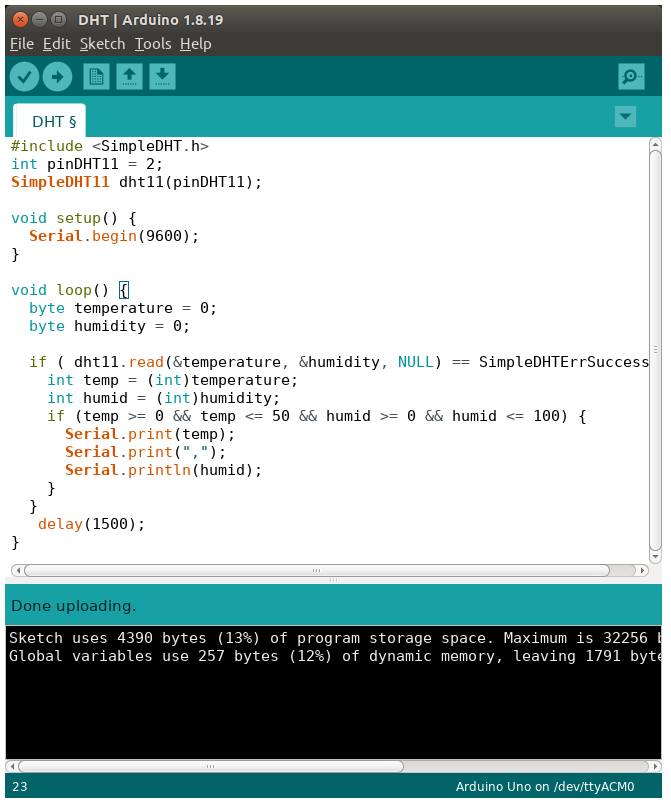 DHT | Arduino 1.8.19
File Edit Sketch Tools Help
DHT §
#include <SimpleDHT.h>
int pinDHT11 = 2;
SimpleDHT11 dht11(pinDHT11);
void setup() {
  Serial.begin(9600);
}
void loop() {
  byte temperature = 0;
  byte humidity = 0;
  if ( dht11.read(&temperature, &humidity, NULL) == SimpleDHTErrSuccess
    int temp = (int)temperature;
    int humid = (int)humidity;
    if (temp >= 0 && temp <= 50 && humid >= 0 && humid <= 100) {
      Serial.print(temp);
      Serial.print(",");
      Serial.println(humid);
    }
  }
   delay(1500);
}
Done uploading.
Sketch uses 4390 bytes (13%) of program storage space. Maximum is 32256
Global variables use 257 bytes (12%) of dynamic memory, leaving 1791 byte
23
Arduino Uno on /dev/ttyACM0